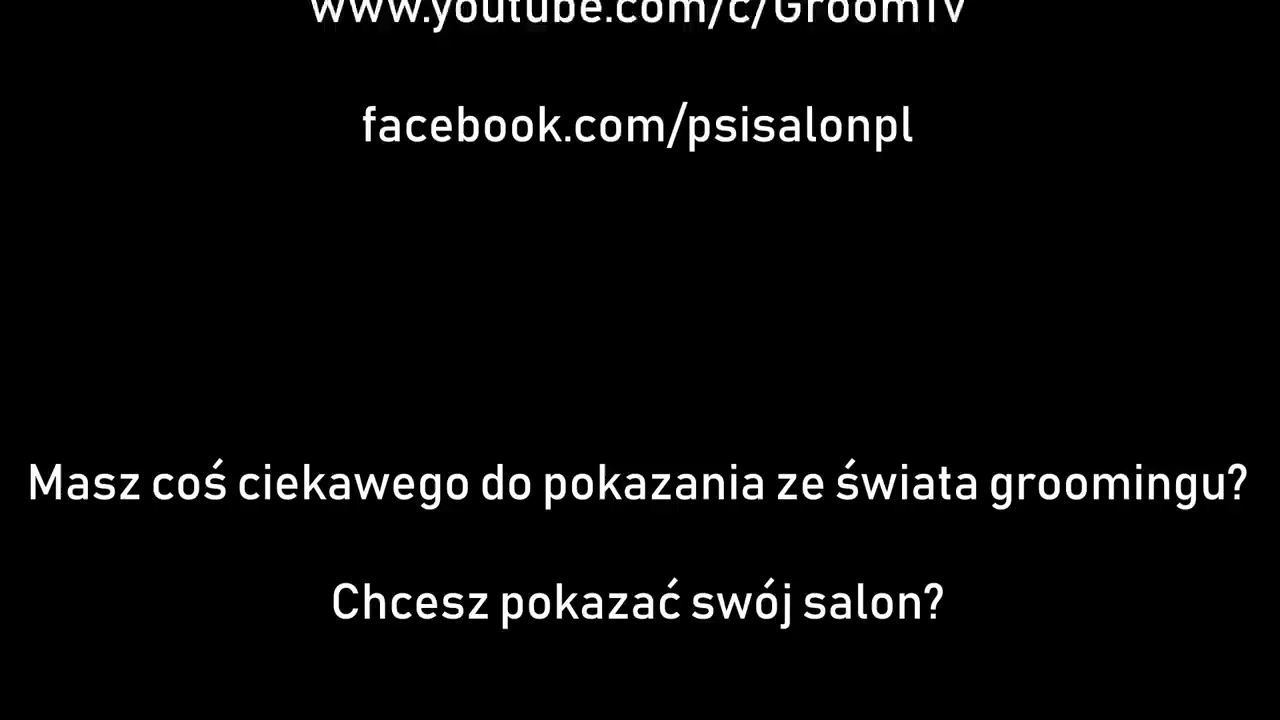 www.youtube.com/c/GroomTv
facebook.com/psisalonpl
Masz coś ciekawego do pokazania ze świata groomingu?
Chcesz pokazać swój salon?